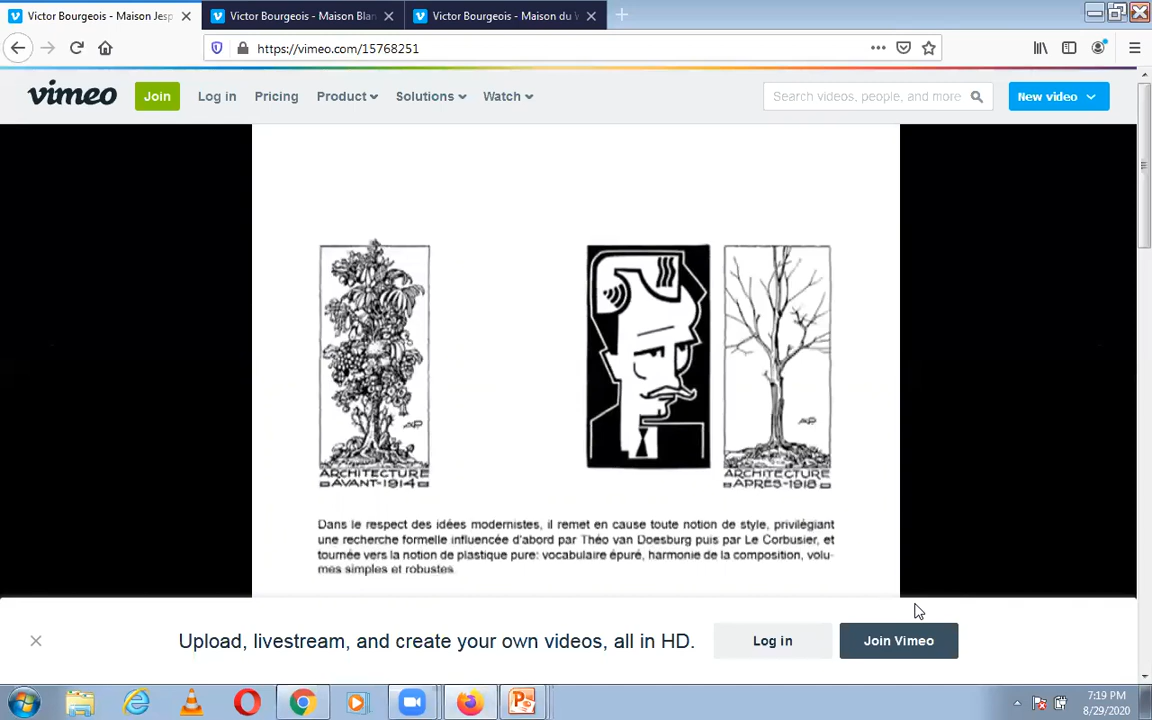 Victor Bourgeois - Maison Jesp
Victor Bourgeois - Maison Blan
Victor Bourgeois - Maison du V
https://vimeo.com/15768251
vimeo
Join
Log in
Pricing
Product
Solutions
Watch
Search videos, people, and more
New video
ARCHITECTURE
AVANT-1914
ARCHITECTURE
APRES-1918
Dans le respect des idées modernistes, il remet en cause toute notion de style, privilégiant
une recherche formelle influencée d'abord par Théo van Doesburg puis par Le Corbusier, et
tournée vers la notion de plastique pure: vocabulaire épuré, harmonie de la composition, volu-
mes simples et robustes.
Upload, livestream, and create your own videos, all in HD.
Log in
Join Vimeo
7:19 PM
8/29/2020